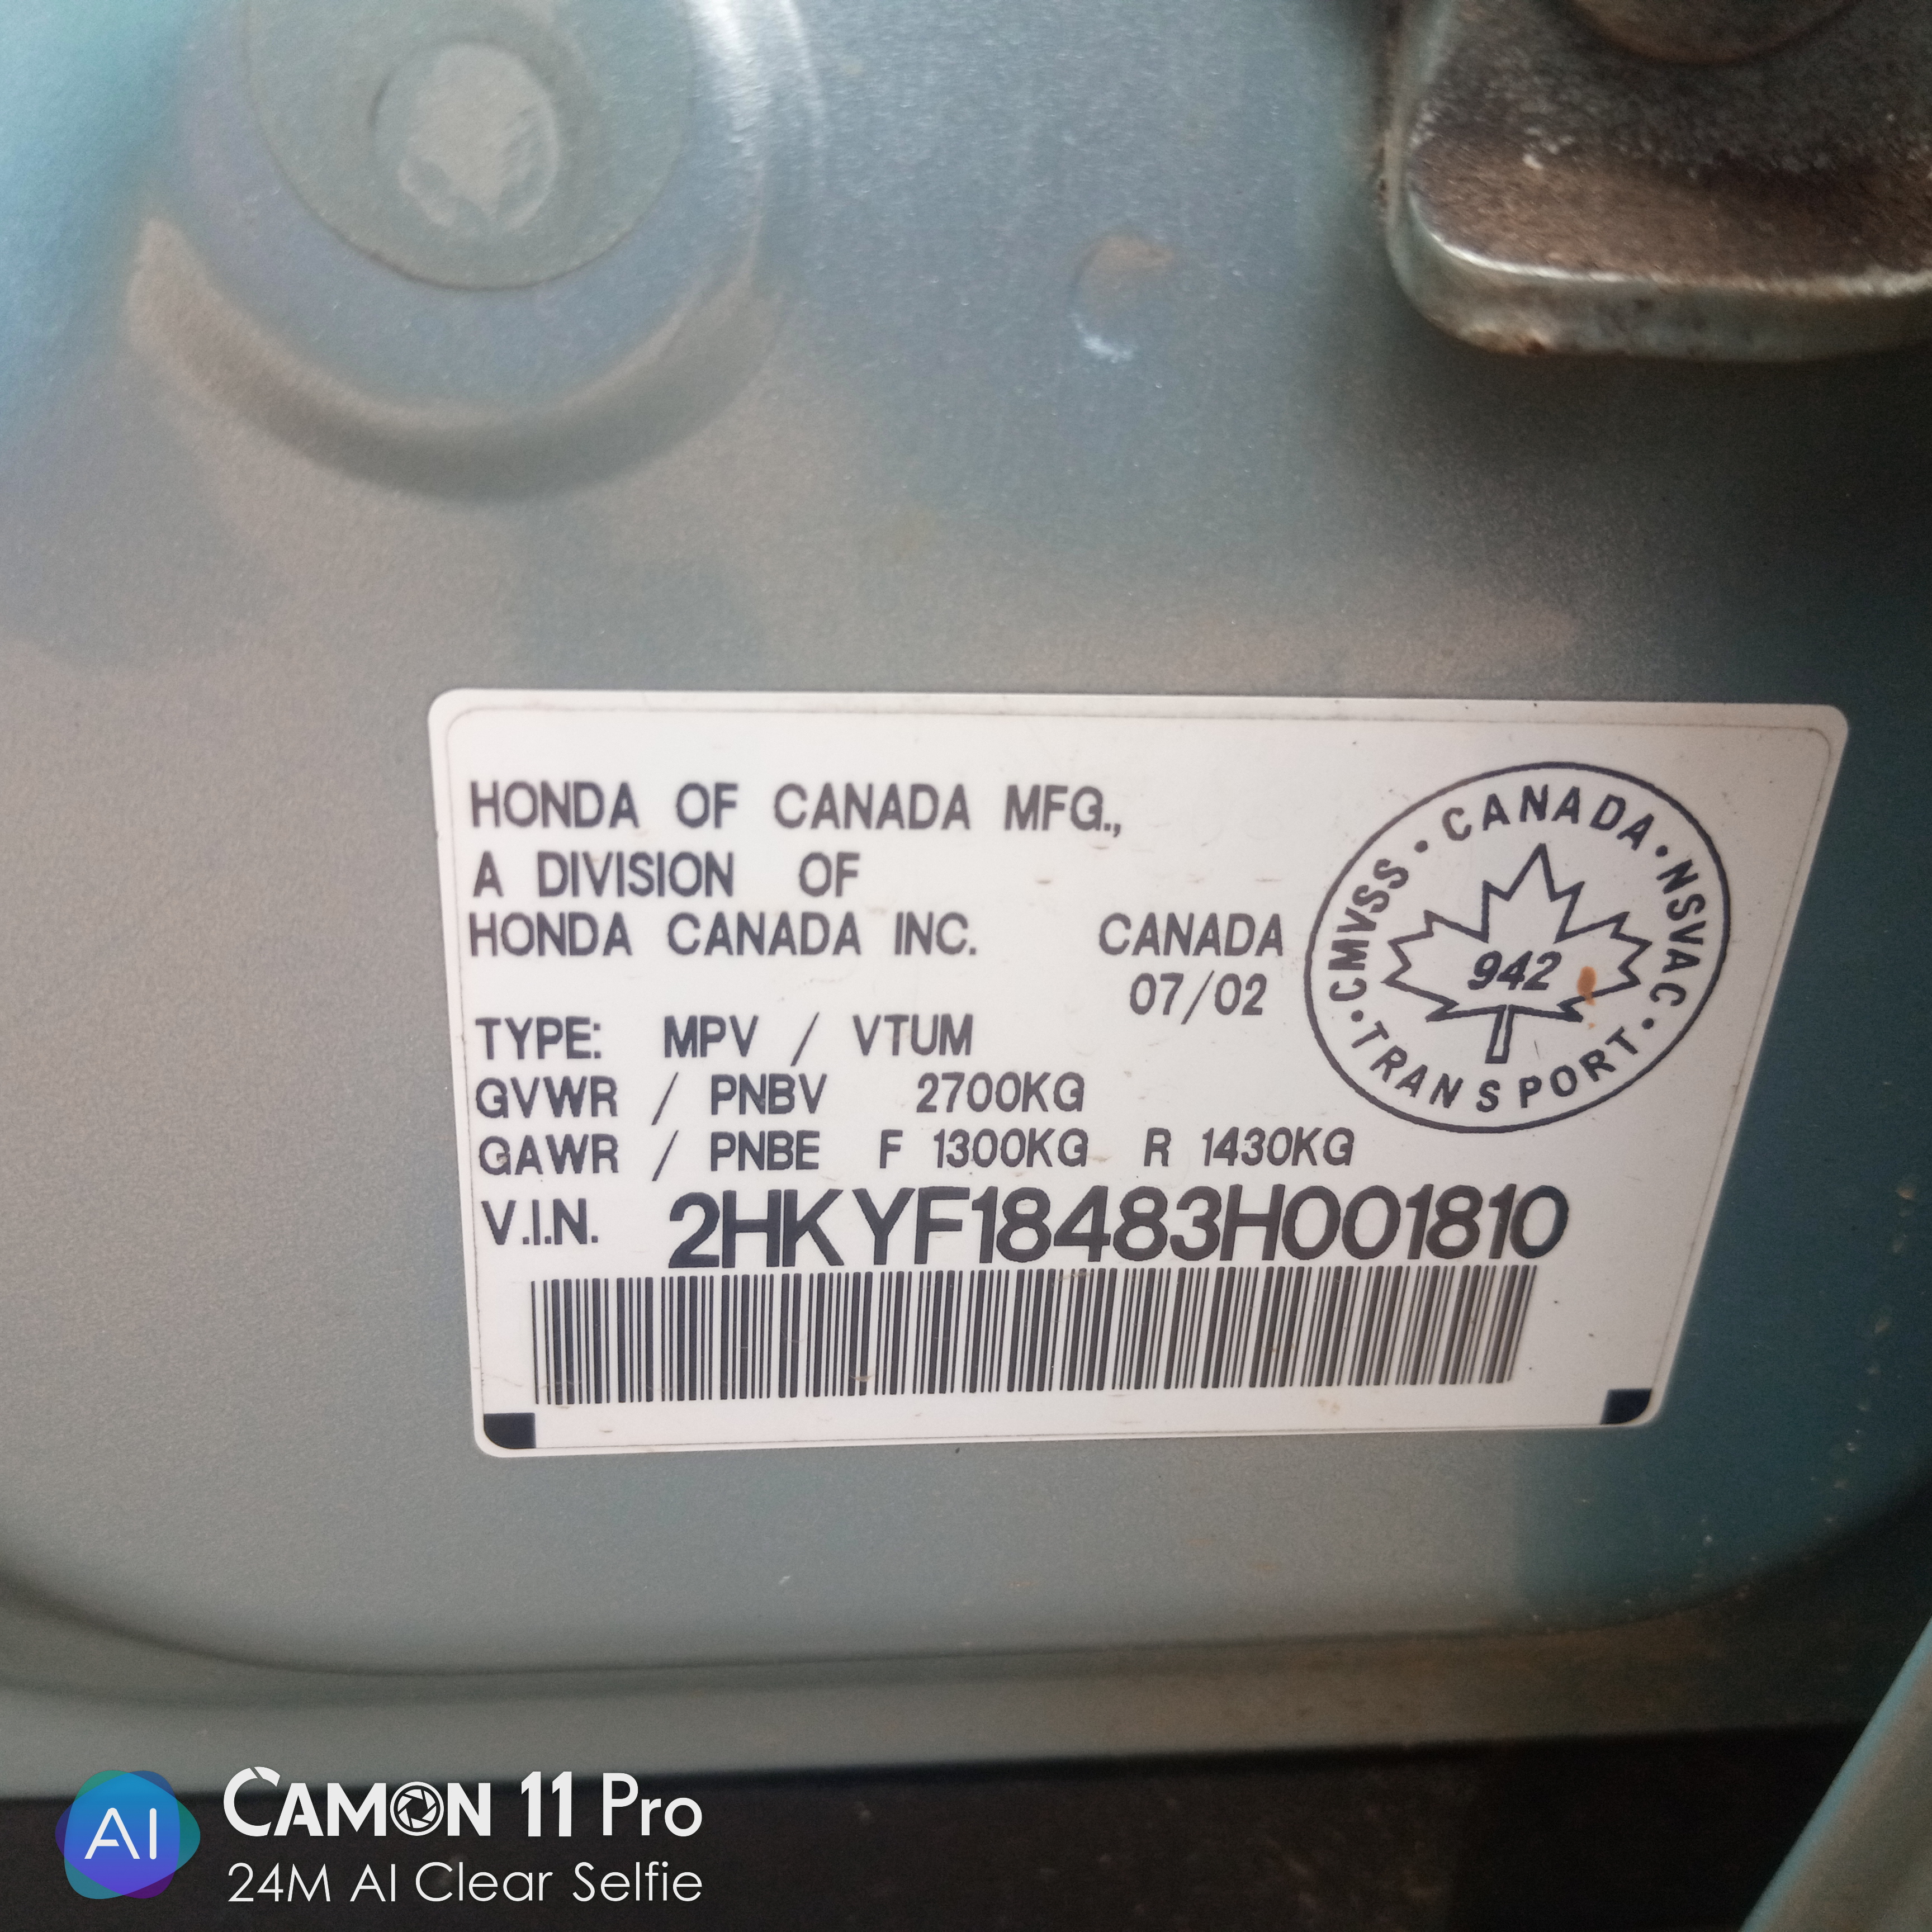 HONDA OF CANADA MFG.,
A DIVISION OF
HONDA CANADA INC.
CANADA
07/02
CMVSS • CANADA • NSVAC • TRANSPORT •
942
TYPE: MPV / VTUM
GVWR / PNBV 2700KG
GAWR / PNBE F 1300KG R 1430KG
V.I.N. 2HKYF18483H001810
AI
CAMON 11 Pro
24M AI Clear Selfie